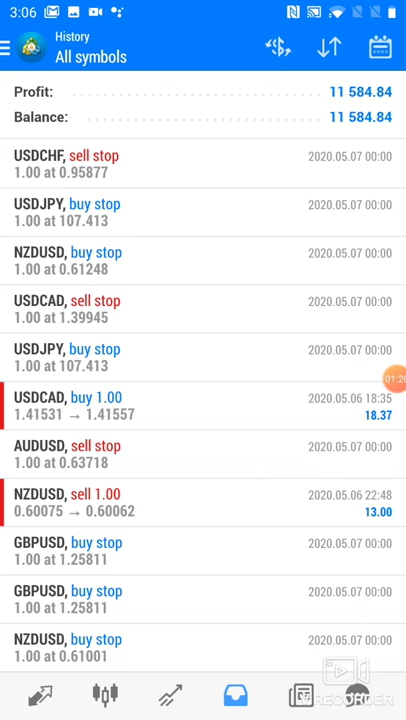 3:06
History
All symbols
Profit: 11 584.84
Balance: 11 584.84
USDCHF, sell stop 2020.05.07 00:00
1.00 at 0.95877
USDJPY, buy stop 2020.05.07 00:00
1.00 at 107.413
NZDUSD, buy stop 2020.05.07 00:00
1.00 at 0.61248
USDCAD, sell stop 2020.05.07 00:00
1.00 at 1.39945
USDJPY, buy stop 2020.05.07 00:00
1.00 at 107.413
01:20
USDCAD, buy 1.00 2020.05.06 18:35
1.41531 → 1.41557 18.37
AUDUSD, sell stop 2020.05.07 00:00
1.00 at 0.63718
NZDUSD, sell 1.00 2020.05.06 22:48
0.60075 → 0.60062 13.00
GBPUSD, buy stop 2020.05.07 00:00
1.00 at 1.25811
GBPUSD, buy stop 2020.05.07 00:00
1.00 at 1.25811
NZDUSD, buy stop 2020.05.07 00:00
1.00 at 0.61001
VRECORDER